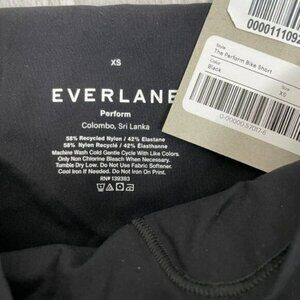 XS
EVERLANE
Perform
Colombo, Sri Lanka
58% Recycled Nylon / 42% Elastane
58% Nylon Recyclé / 42% Élasthanne
Machine Wash Cold Gentle Cycle With Like Colors.
Only Non Chlorine Bleach When Necessary.
Tumble Dry Low. Do Not Use Fabric Softener.
Cool Iron If Needed. Do Not Iron On Print.
RN# 139393
0000111092
Style
The Perform Bike Short
Color
Black
Size
XS